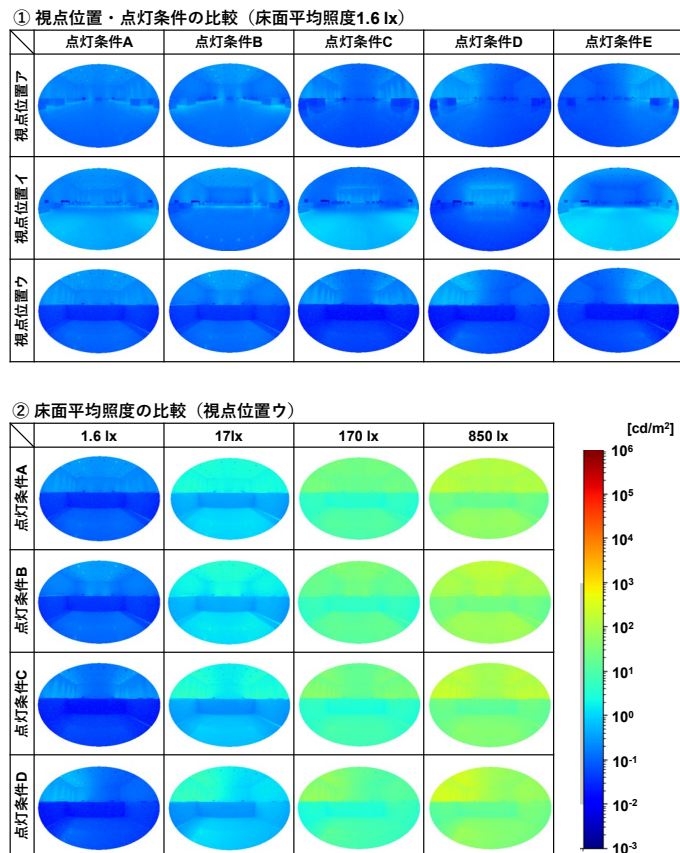 ① 視点位置・点灯条件の比較（床面平均照度1.6 lx）
点灯条件A 点灯条件B 点灯条件C 点灯条件D 点灯条件E
視点位置ア
視点位置イ
視点位置ウ
② 床面平均照度の比較（視点位置ウ）
1.6 lx 17lx 170 lx 850 lx
[cd/m²]
点灯条件A
点灯条件B
点灯条件C
点灯条件D
10⁶
10⁵
10⁴
10³
10²
10¹
10⁰
10⁻¹
10⁻²
10⁻³